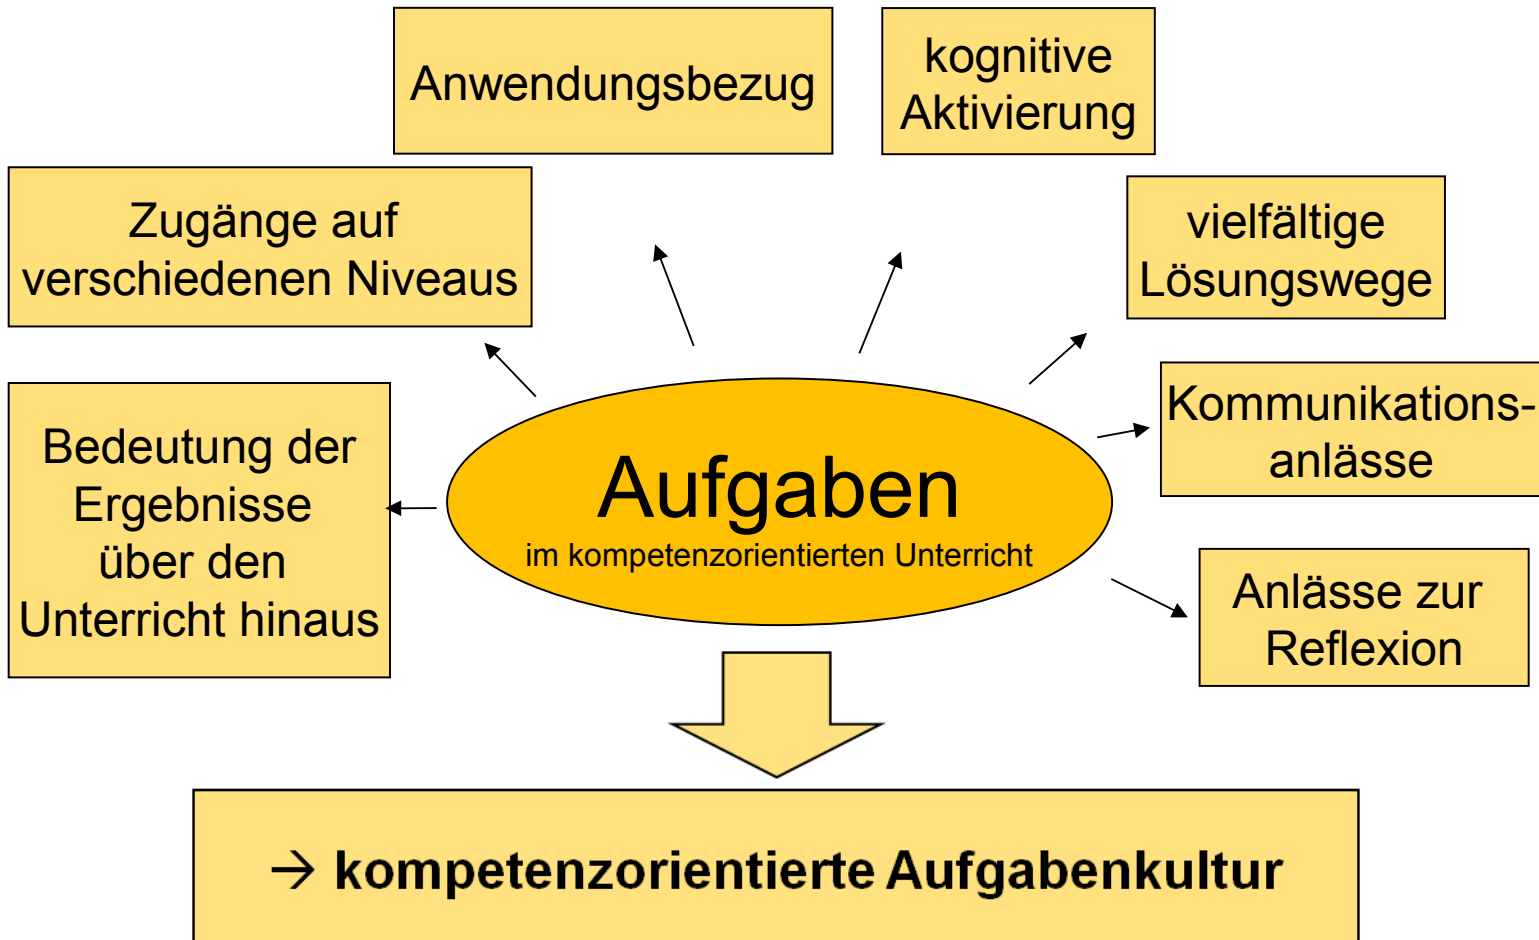 Anwendungsbezug
kognitive
Aktivierung
Zugänge auf
verschiedenen Niveaus
vielfältige
Lösungswege
Bedeutung der
Ergebnisse
über den
Unterricht hinaus
Kommunikations-
anlässe
Aufgaben
im kompetenzorientierten Unterricht
Anlässe zur
Reflexion
→ kompetenzorientierte Aufgabenkultur